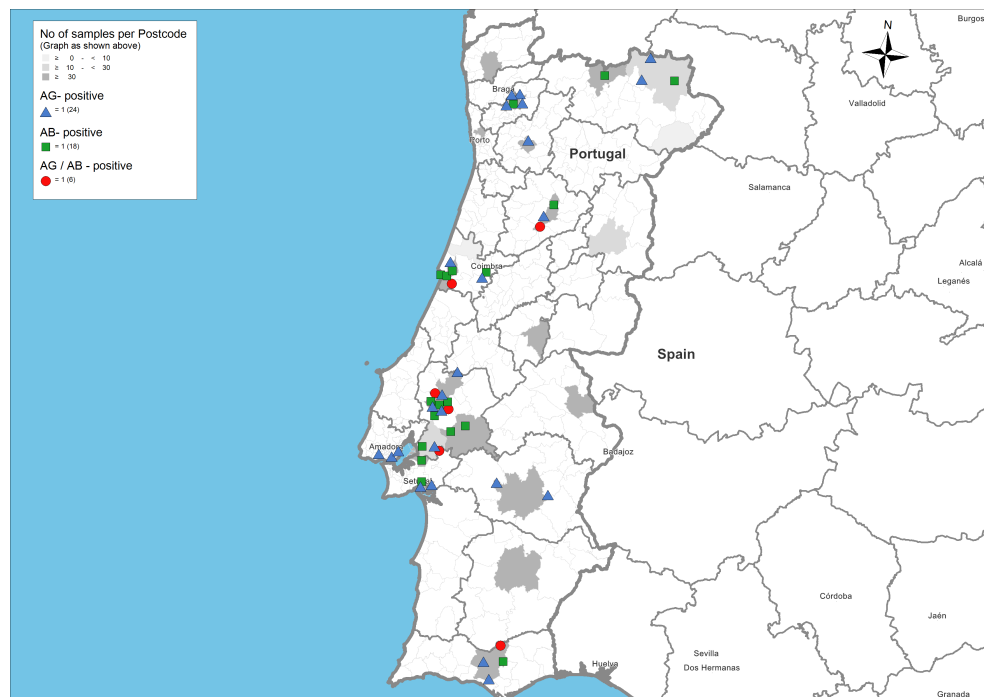 No of samples per Postcode
(Graph as shown above)
≥ 0 - < 10
≥ 10 - < 30
≥ 30
AG- positive
= 1 (24)
AB- positive
= 1 (18)
AG / AB - positive
= 1 (6)
N
Burgos
Valladolid
Braga
Porto
Portugal
Salamanca
Alcalá
Leganés
Coimbra
Spain
Amadora
Badajoz
Setúbal
Córdoba
Jaén
Sevilla
Dos Hermanas
Huelva
Granada